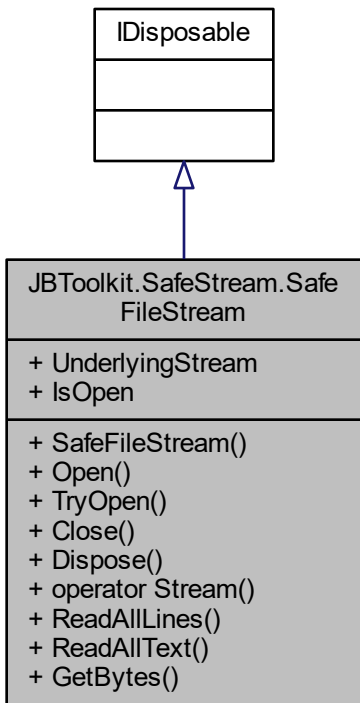 IDisposable
JBToolkit.SafeStream.Safe
FileStream
+ UnderlyingStream
+ IsOpen
+ SafeFileStream()
+ Open()
+ TryOpen()
+ Close()
+ Dispose()
+ operator Stream()
+ ReadAllLines()
+ ReadAllText()
+ GetBytes()